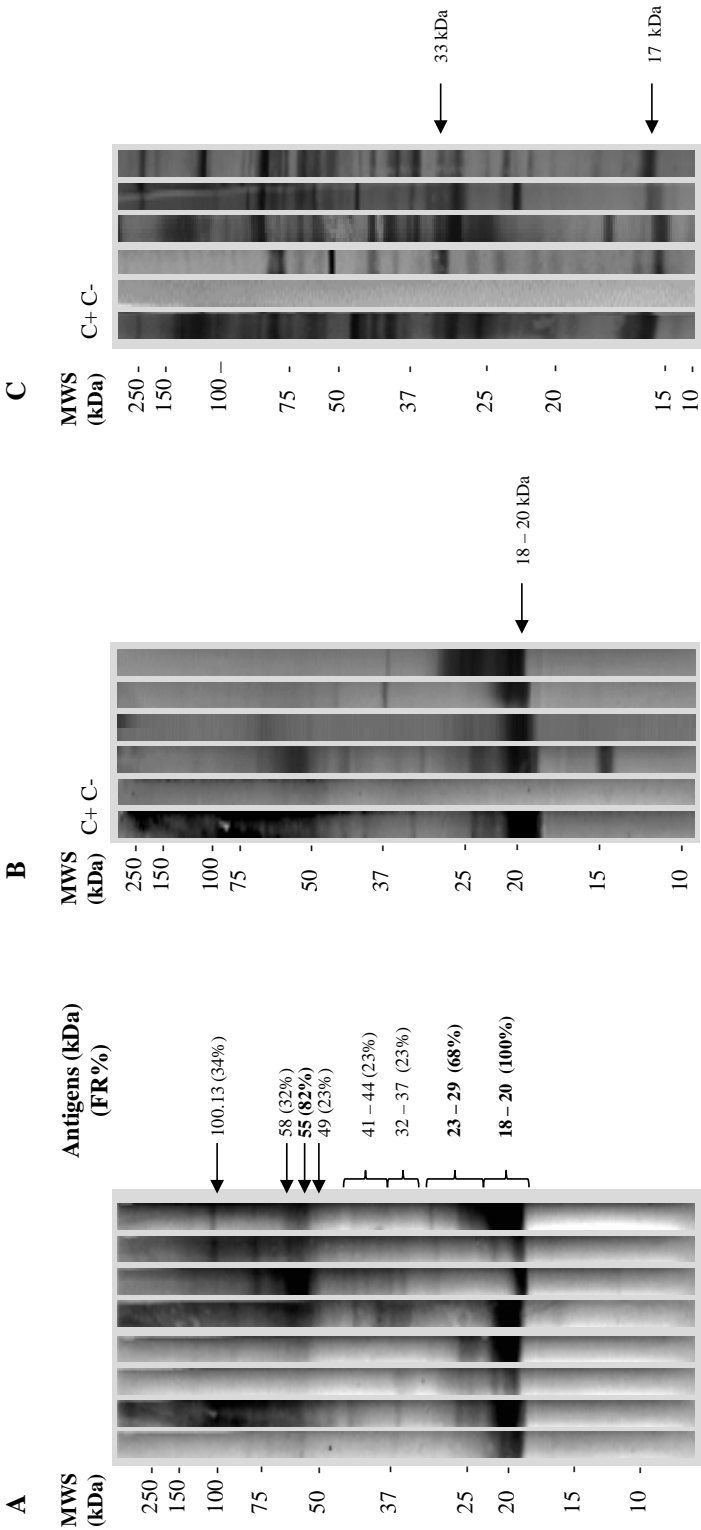 A
MWS
(kDa)
250 -
150 -
100 -
75 -
50 -
37 -
25 -
20 -
15 -
10 -
Antigens (kDa)
(FR%)
100.13 (34%)
58 (32%)
55 (82%)
49 (23%)
41 – 44 (23%)
32 – 37 (23%)
23 – 29 (68%)
18 – 20 (100%)
B
MWS
(kDa)
C+ C-
250 -
150 -
100 -
75 -
50 -
37 -
25 -
20 -
15 -
10 -
18 – 20 kDa
C
MWS
(kDa)
C+ C-
250 -
150 -
100 –
75 -
50 -
37 -
25 -
20 -
15 -
10 -
33 kDa
17 kDa